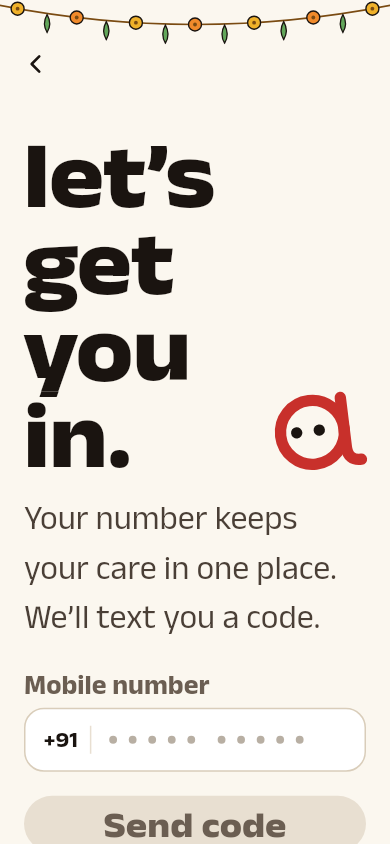 let’s
get
you
in.
Your number keeps
your care in one place.
We’ll text you a code.
Mobile number
+91
Send code